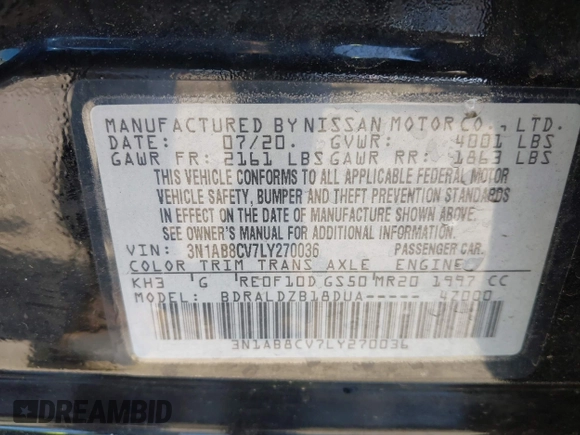 MANUFACTURED BY NISSAN MOTOR CO., LTD.
DATE: 07/20. GVWR: 4001 LBS
GAWR FR: 2161 LBS GAWR RR: 1863 LBS
THIS VEHICLE CONFORMS TO ALL APPLICABLE FEDERAL MOTOR
VEHICLE SAFETY, BUMPER AND THEFT PREVENTION STANDARDS
IN EFFECT ON THE DATE OF MANUFACTURE SHOWN ABOVE.
SEE OWNER'S MANUAL FOR ADDITIONAL INFORMATION.
VIN: 3N1AB8CV7LY270036 PASSENGER CAR.
COLOR TRIM TRANS AXLE ENGINE
KH3 G RE0F10D GS50 MR20 1997 CC
MODEL: BDRALDZB18DUA----- 47000
3N1AB8CV7LY270036
DREAMBID